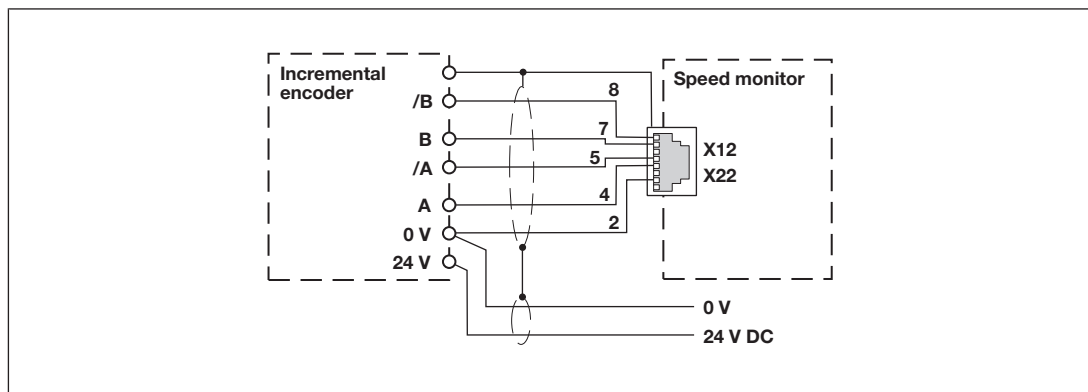 Incremental
encoder
Speed monitor
/B
8
B
7
X12
/A
5
X22
A
4
0 V
2
24 V
0 V
24 V DC